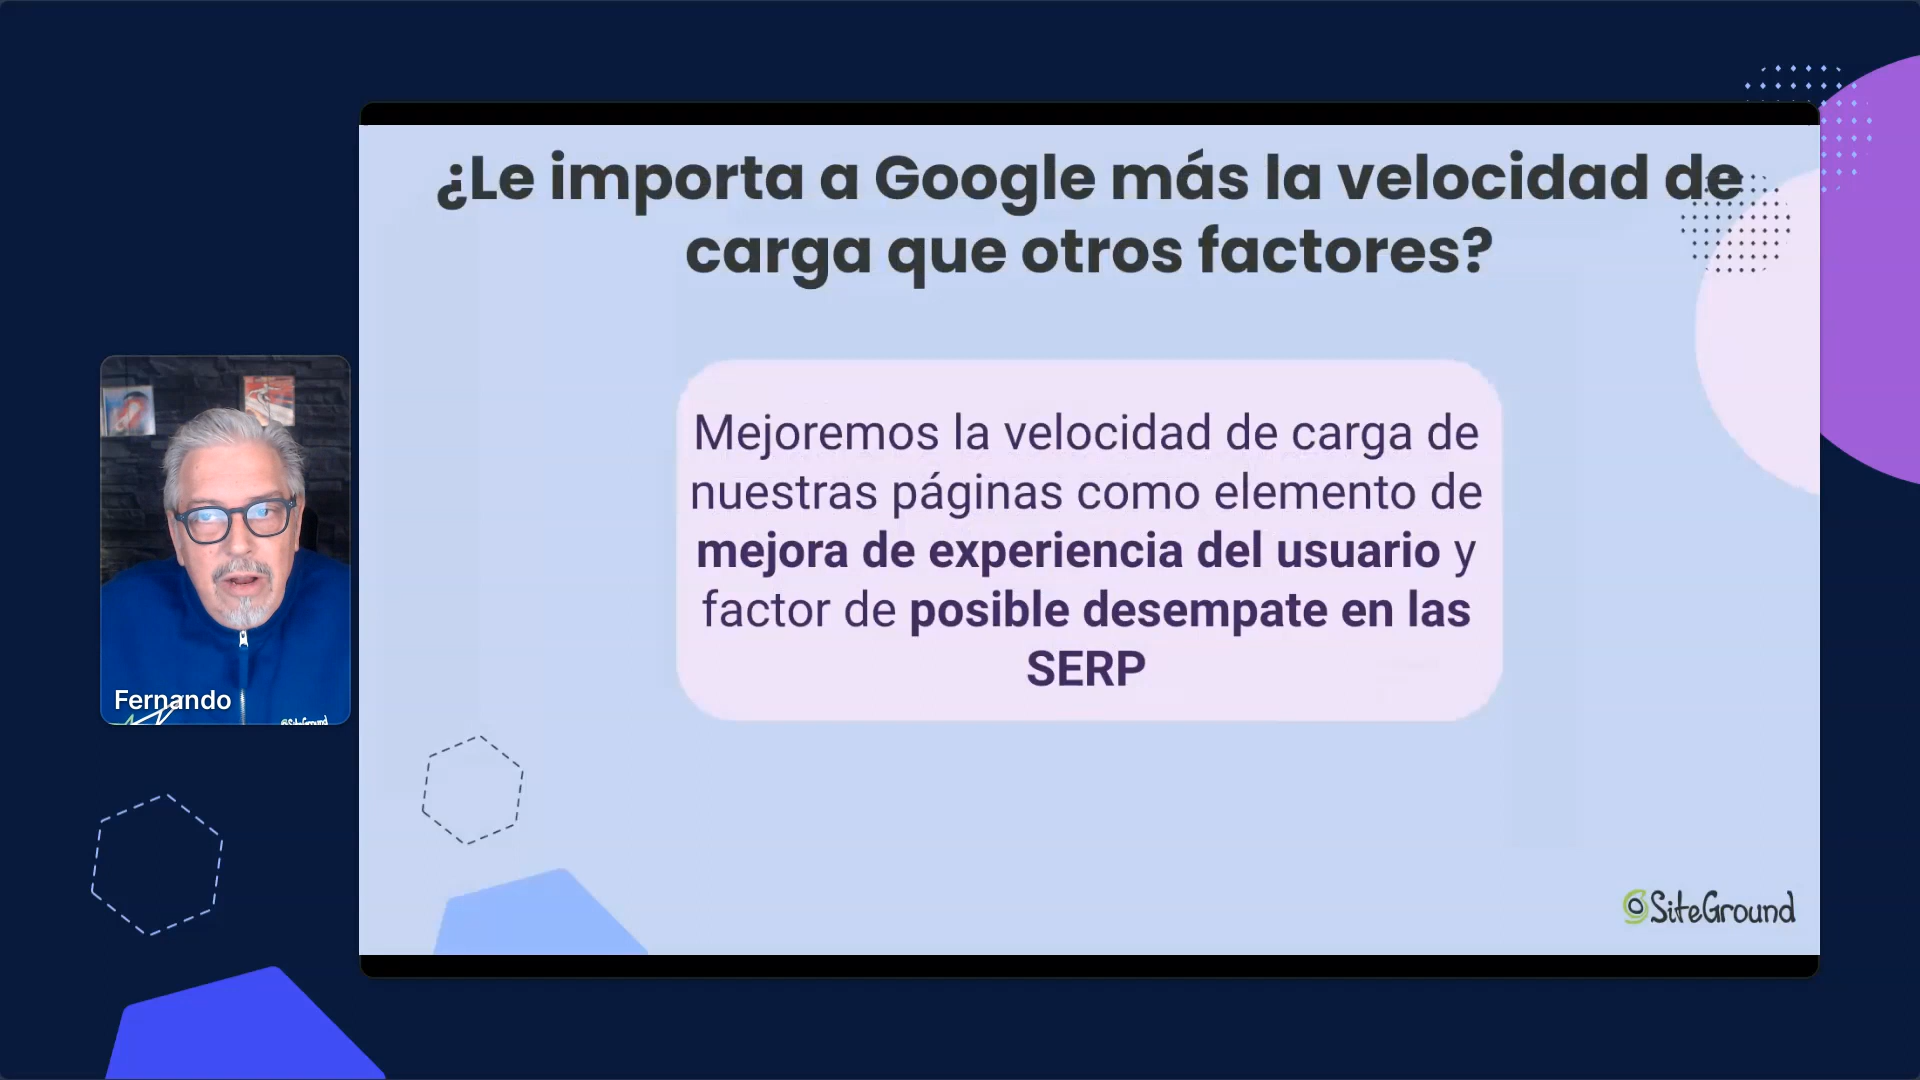 ¿Le importa a Google más la velocidad de
carga que otros factores?
Mejoremos la velocidad de carga de
nuestras páginas como elemento de
mejora de experiencia del usuario y
factor de posible desempate en las
SERP
Fernando
SiteGround
SiteGround